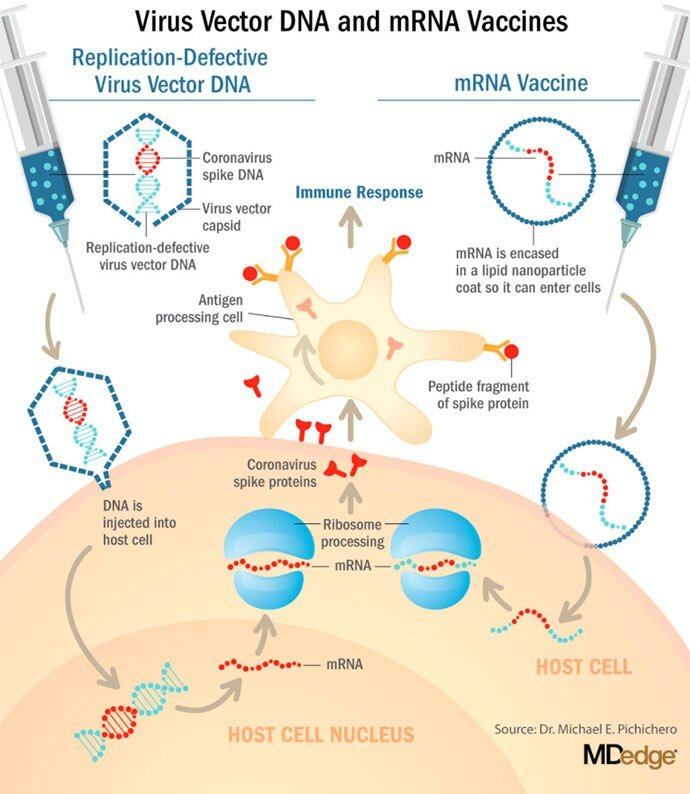 Virus Vector DNA and mRNA Vaccines
Replication-Defective
Virus Vector DNA
mRNA Vaccine
Coronavirus
spike DNA
Virus vector
capsid
Replication-defective
virus vector DNA
Immune Response
mRNA
mRNA is encased
in a lipid nanoparticle
coat so it can enter cells
Antigen
processing cell
Peptide fragment
of spike protein
Coronavirus
spike proteins
DNA is
injected into
host cell
Ribosome
processing
mRNA
mRNA
HOST CELL
HOST CELL NUCLEUS
Source: Dr. Michael E. Pichichero
MDedge